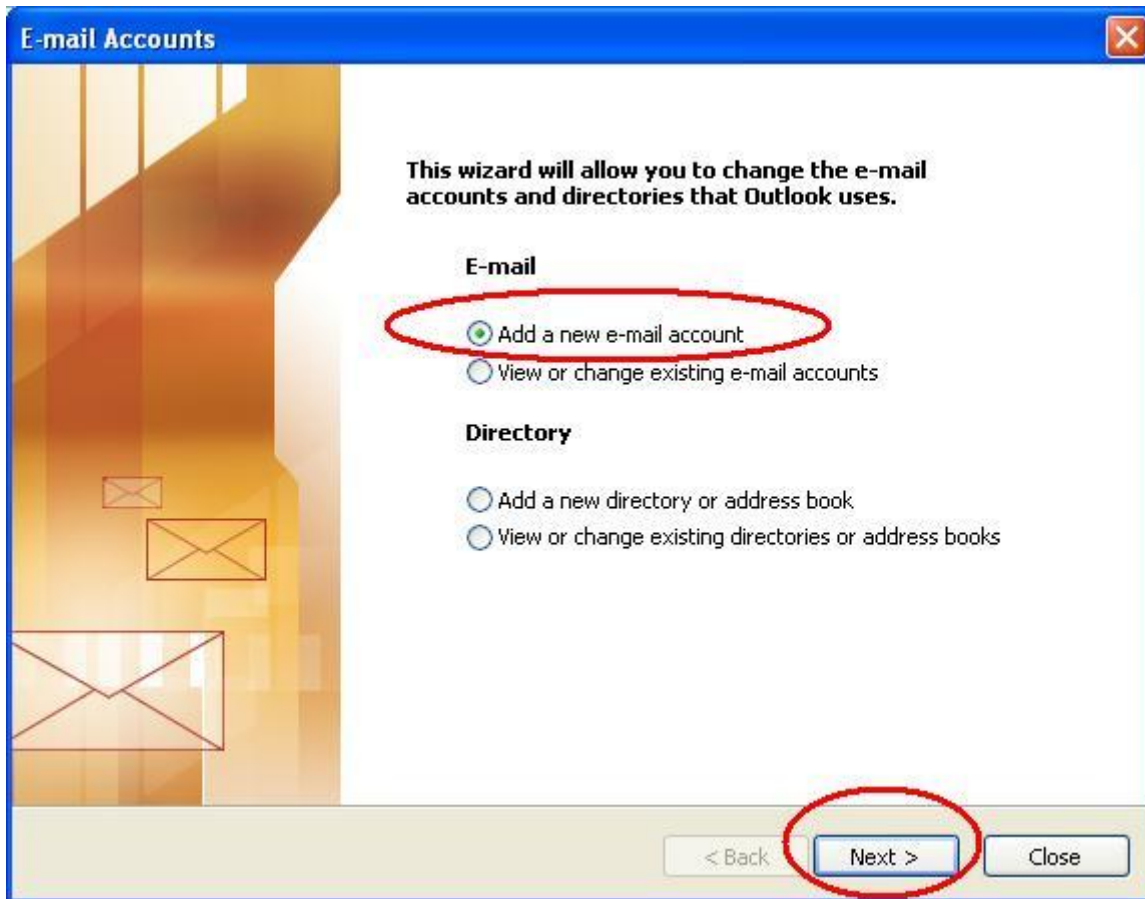 E-mail Accounts
This wizard will allow you to change the e-mail
accounts and directories that Outlook uses.
E-mail
Add a new e-mail account
View or change existing e-mail accounts
Directory
Add a new directory or address book
View or change existing directories or address books
< Back
Next >
Close